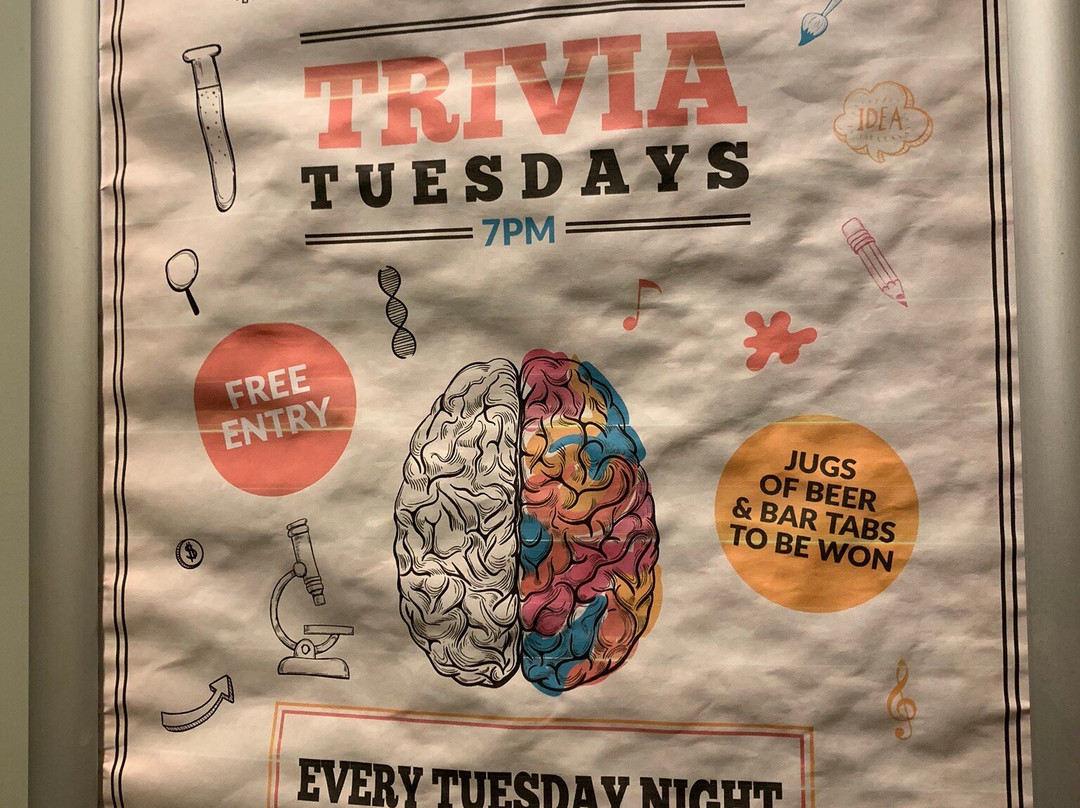 TRIVIA
TUESDAYS
7PM
IDEA
FREE
ENTRY
JUGS
OF BEER
& BAR TABS
TO BE WON
$
EVERY TUESDAY NIGHT